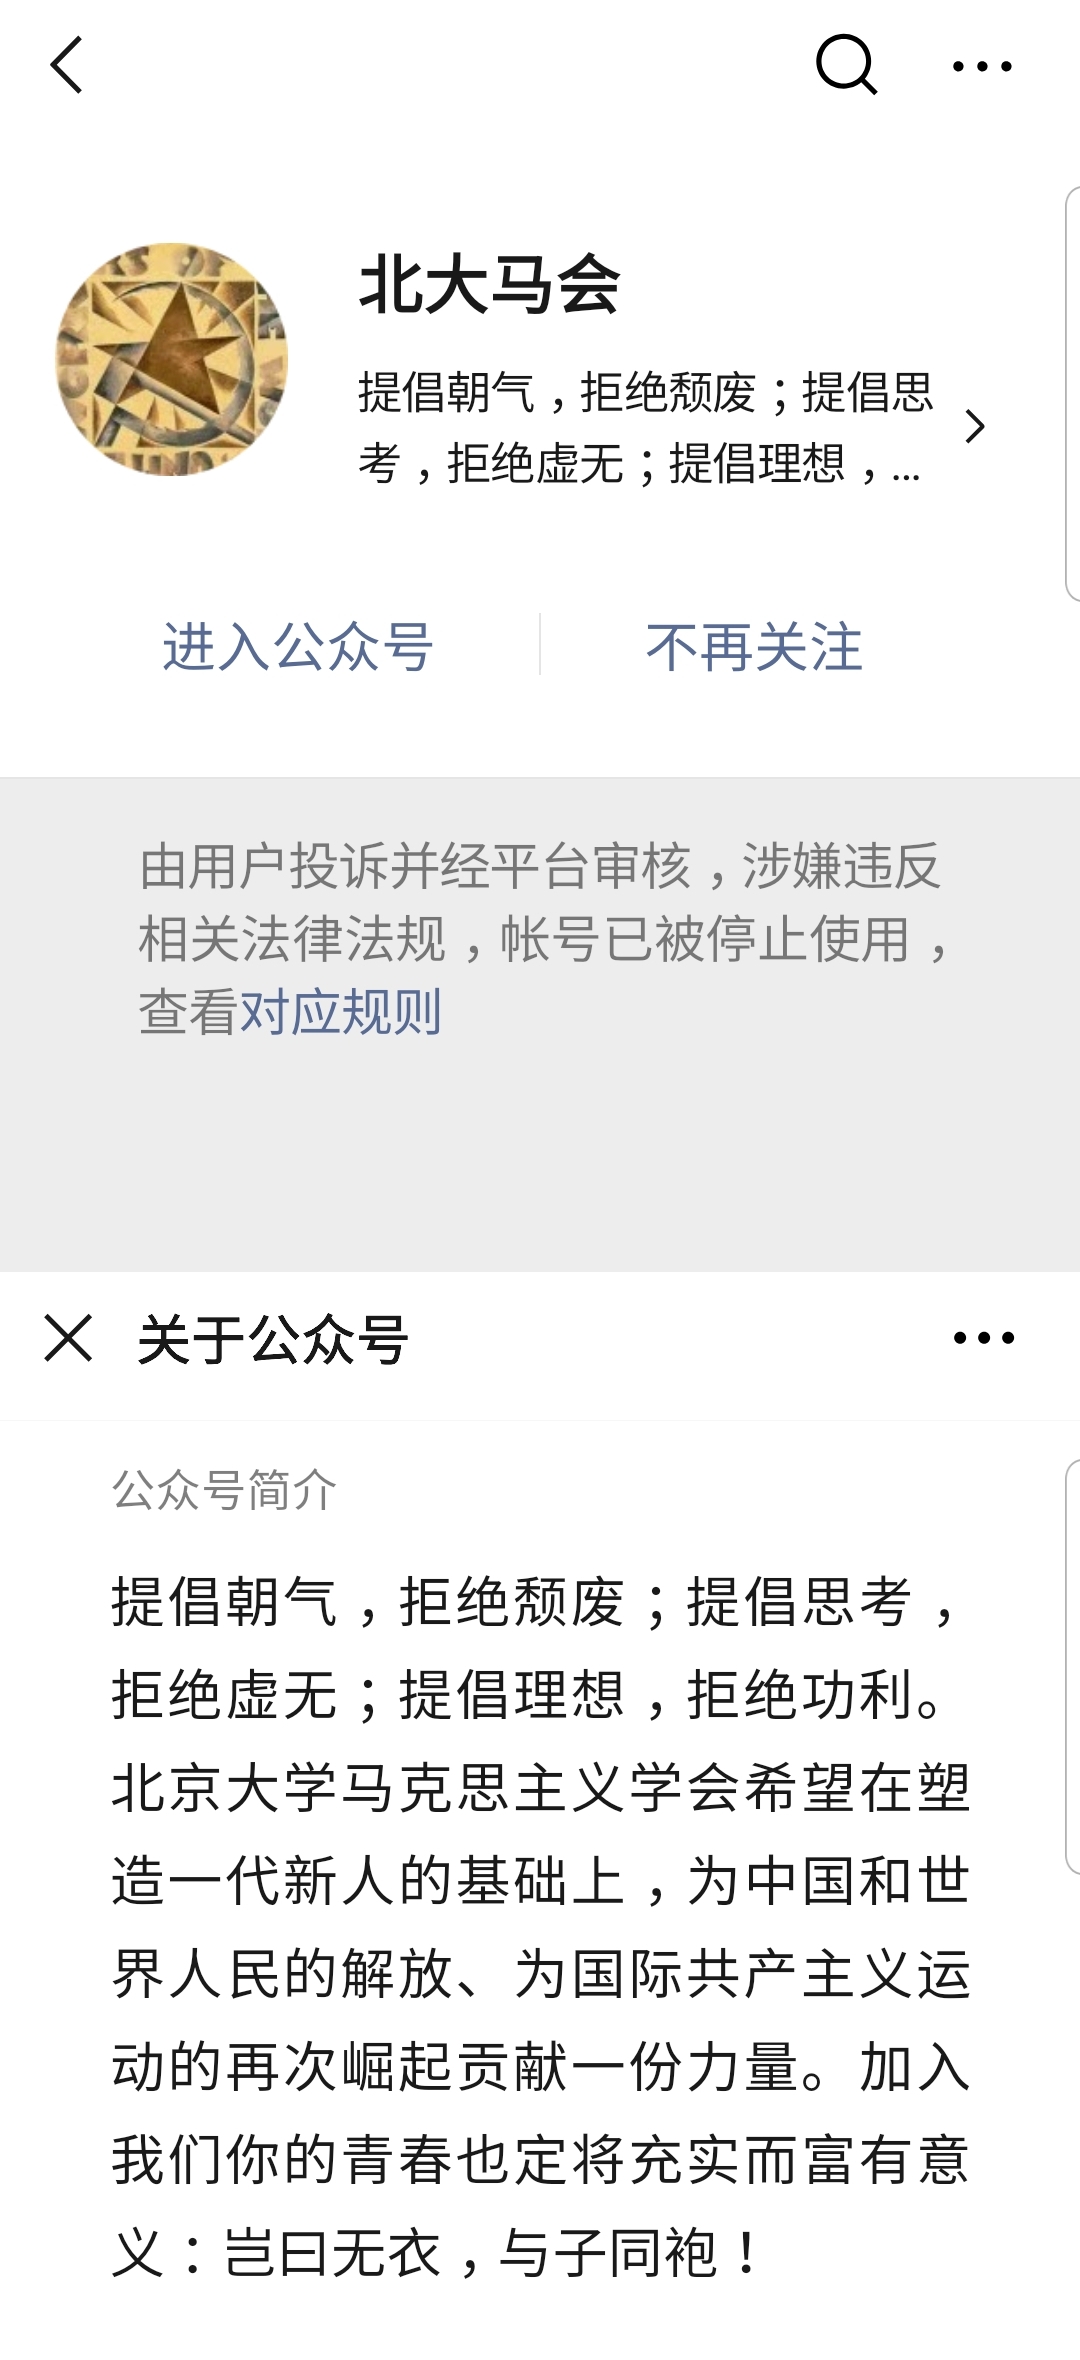 北大马会
提倡朝气，拒绝颓废；提倡思
考，拒绝虚无；提倡理想，...
进入公众号
不再关注
由用户投诉并经平台审核，涉嫌违反
相关法律法规，帐号已被停止使用，
查看对应规则
关于公众号
公众号简介
提倡朝气，拒绝颓废；提倡思考，
拒绝虚无；提倡理想，拒绝功利。
北京大学马克思主义学会希望在塑
造一代新人的基础上，为中国和世
界人民的解放、为国际共产主义运
动的再次崛起贡献一份力量。加入
我们你的青春也定将充实而富有意
义：岂曰无衣，与子同袍！